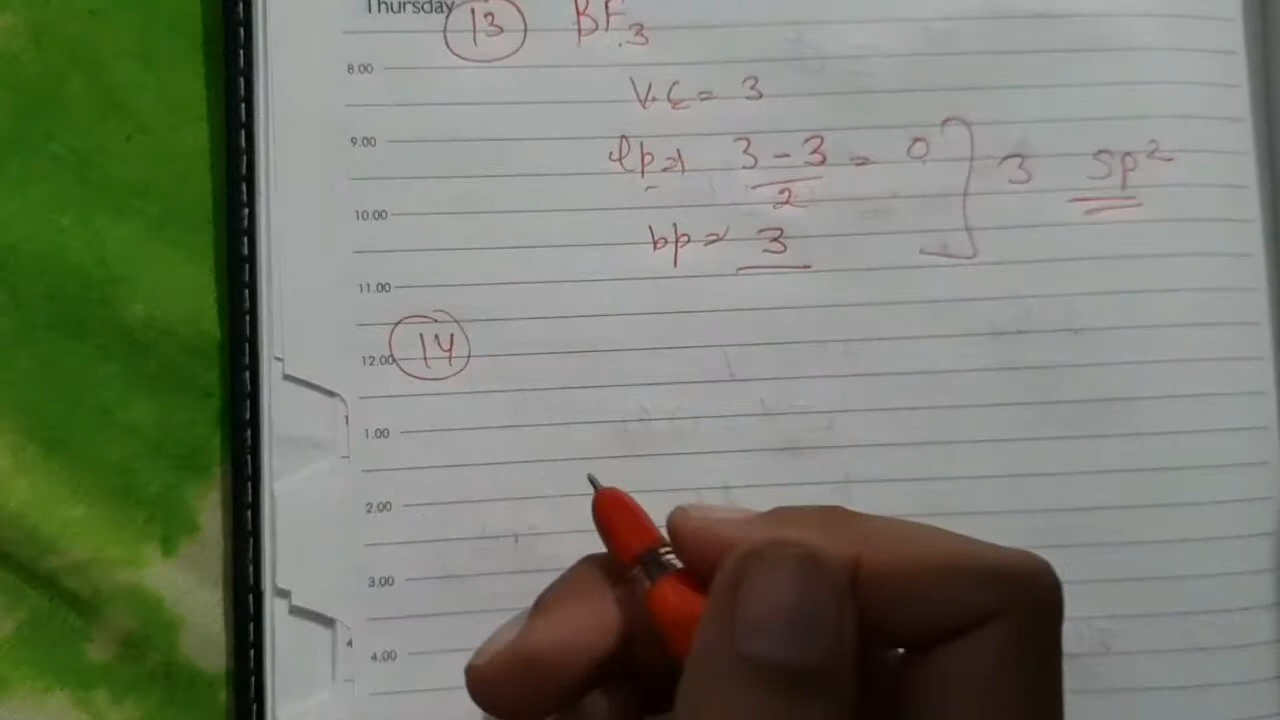 Thursday
13 BF3
8.00
V.E = 3
9.00 lp = 3 - 3 / 2 = 0 ] 3 sp²
10.00
bp = 3
11.00
14
12.00
1.00
2.00
3.00
4.00